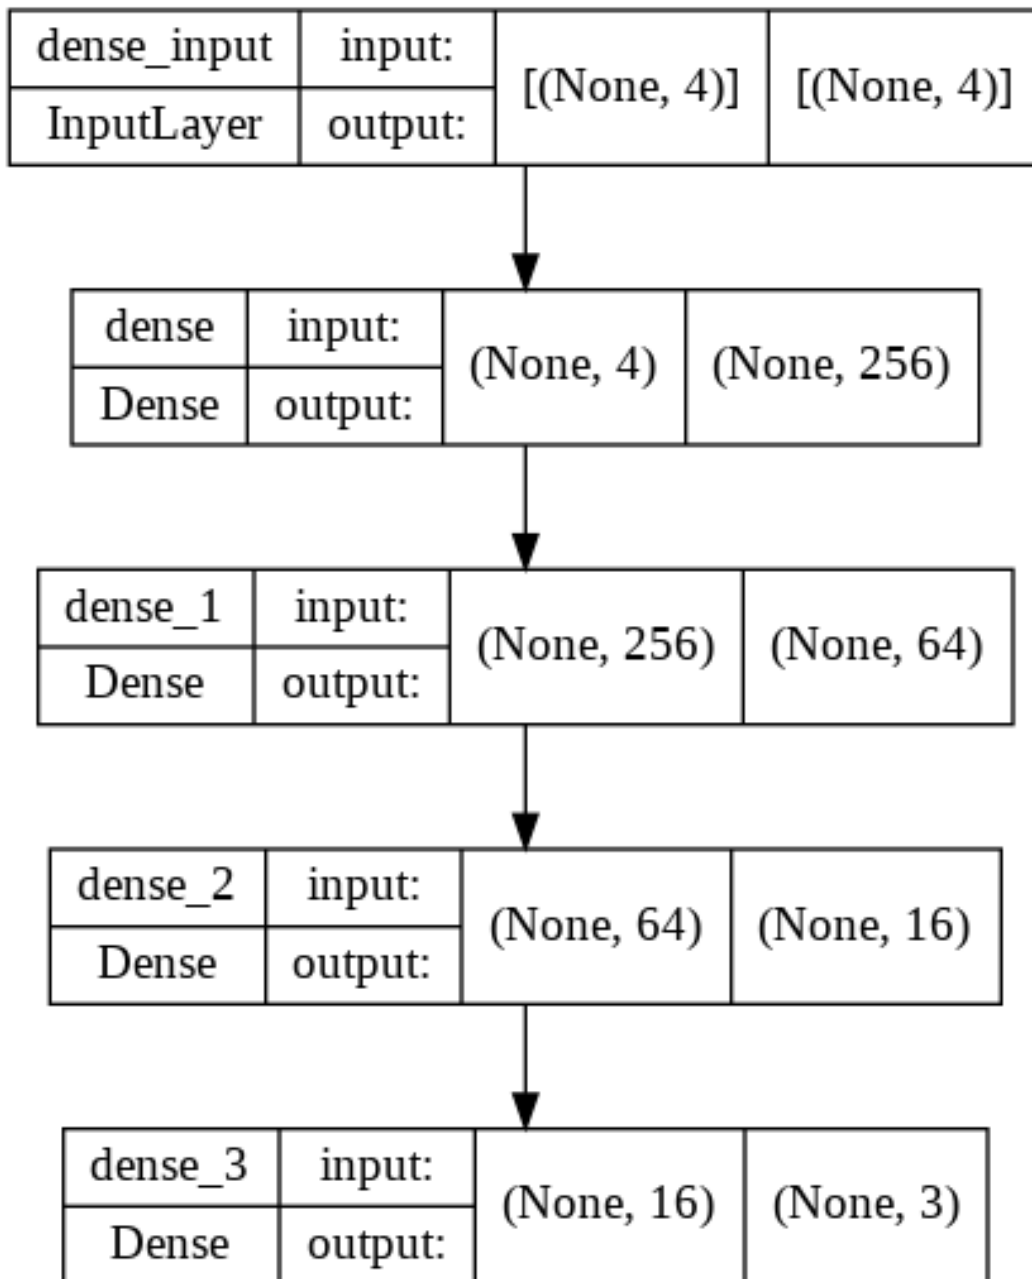 dense_input input: [(None, 4)] [(None, 4)]
InputLayer output:
dense input: (None, 4) (None, 256)
Dense output:
dense_1 input: (None, 256) (None, 64)
Dense output:
dense_2 input: (None, 64) (None, 16)
Dense output:
dense_3 input: (None, 16) (None, 3)
Dense output: